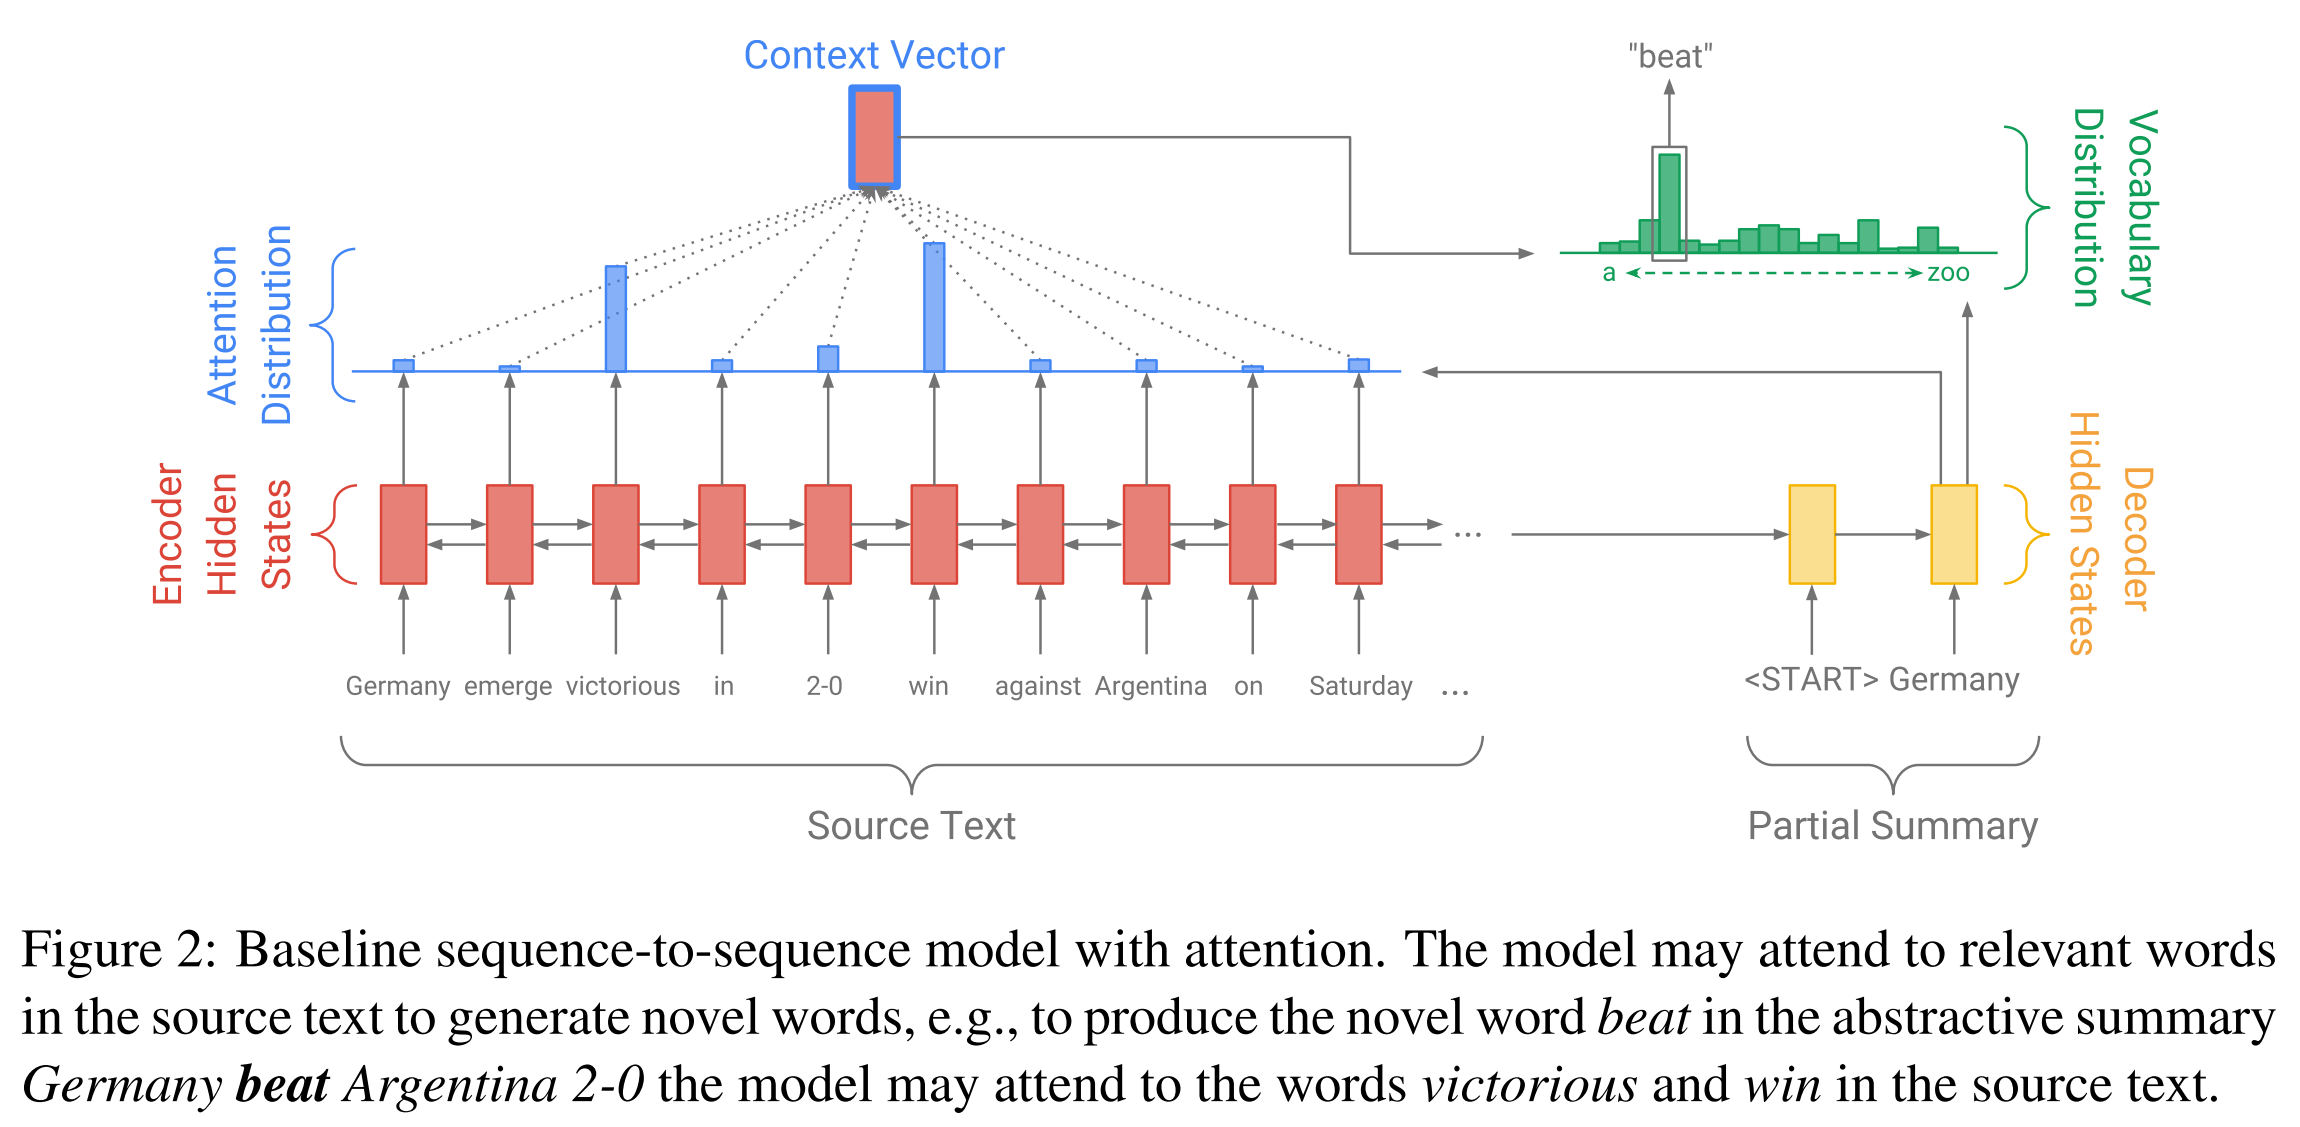 Context Vector
"beat"
Vocabulary
Distribution
a
zoo
Attention
Distribution
Encoder
Hidden
States
Decoder
Hidden States
...
Germany emerge victorious in 2-0 win against Argentina on Saturday ...
<START> Germany
Source Text
Partial Summary
Figure 2: Baseline sequence-to-sequence model with attention. The model may attend to relevant words
in the source text to generate novel words, e.g., to produce the novel word beat in the abstractive summary
Germany beat Argentina 2-0 the model may attend to the words victorious and win in the source text.